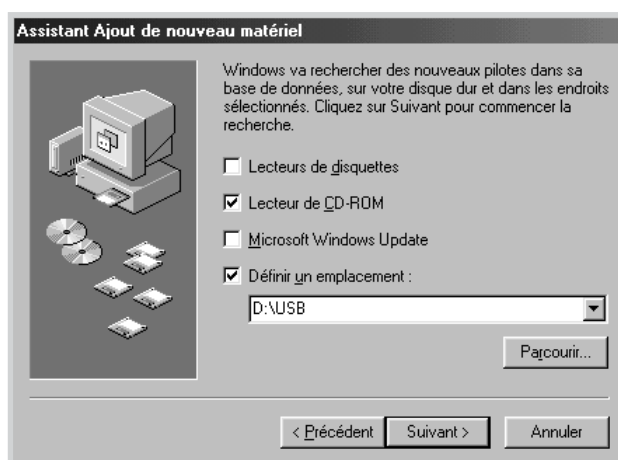 Assistant Ajout de nouveau matériel
Windows va rechercher des nouveaux pilotes dans sa
base de données, sur votre disque dur et dans les endroits
sélectionnés. Cliquez sur Suivant pour commencer la
recherche.
Lecteurs de disquettes
Lecteur de CD-ROM
Microsoft Windows Update
Définir un emplacement :
D:\USB
Parcourir...
< Précédent
Suivant >
Annuler